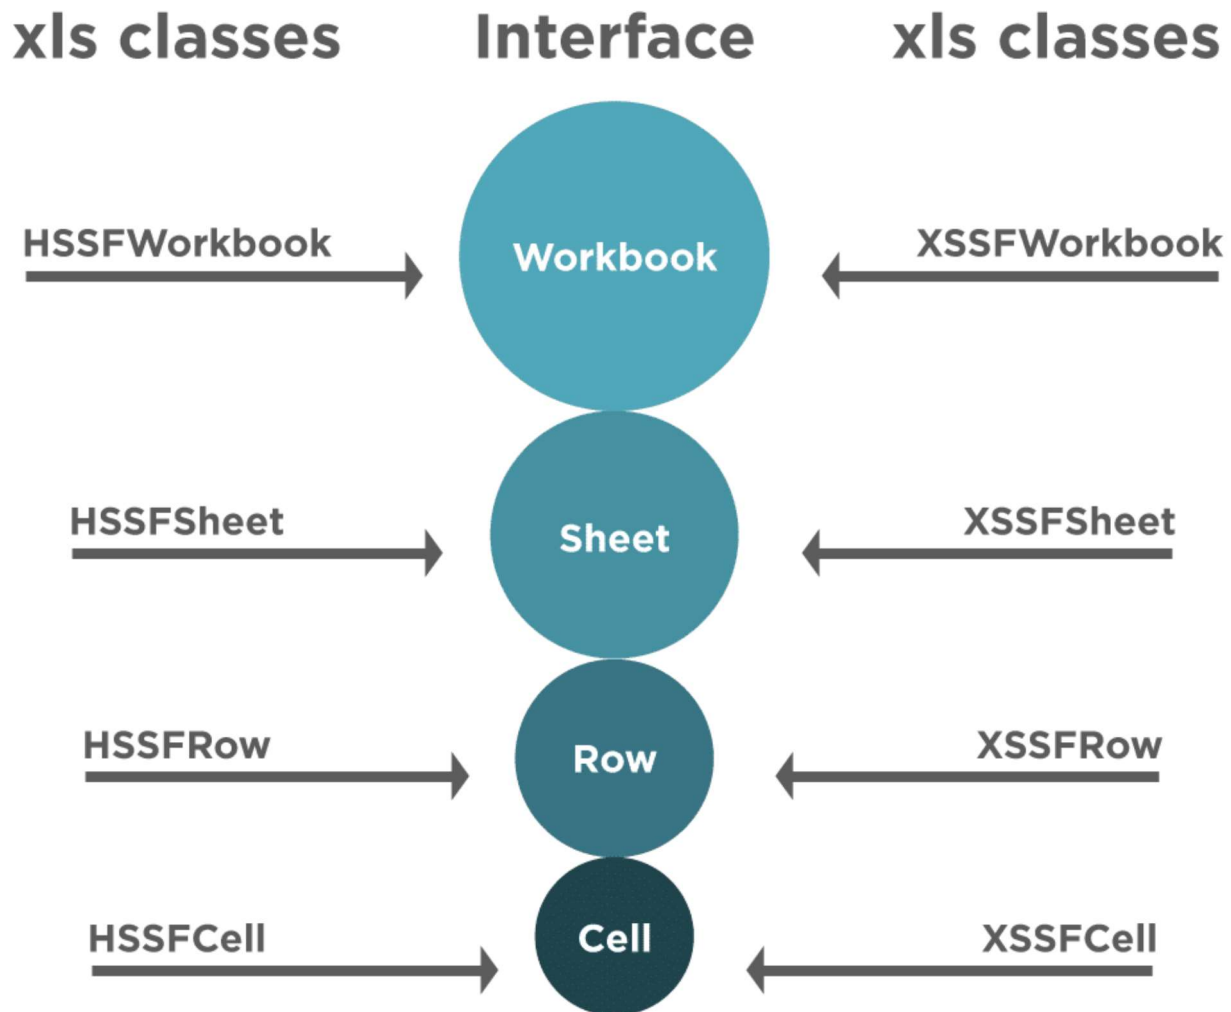 xls classes Interface xls classes
HSSFWorkbook Workbook XSSFWorkbook
HSSFSheet Sheet XSSFSheet
HSSFRow Row XSSFRow
HSSFCell Cell XSSFCell